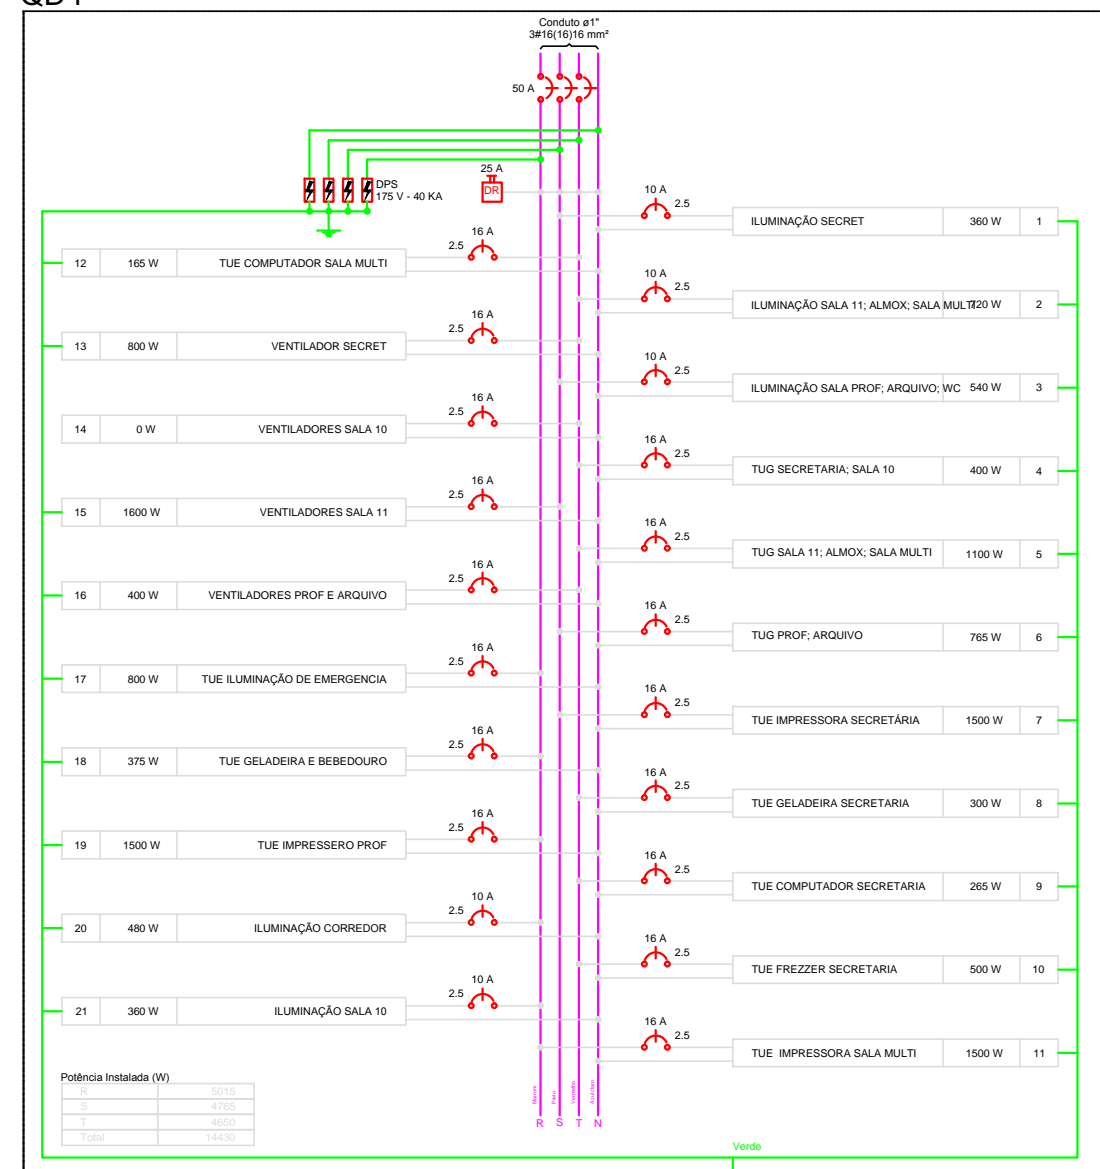 Conduto ø1"
3#16(16)16 mm²
50 A
DPS
175 V - 40 KA
25 A
DR
10 A
2.5
ILUMINAÇÃO SECRET 360 W 1
16 A
2.5
12 165 W TUE COMPUTADOR SALA MULTI
10 A
2.5
ILUMINAÇÃO SALA 11; ALMOX; SALA MULTI 720 W 2
16 A
2.5
13 800 W VENTILADOR SECRET
10 A
2.5
ILUMINAÇÃO SALA PROF; ARQUIVO; WC 540 W 3
16 A
2.5
14 0 W VENTILADORES SALA 10
16 A
2.5
TUG SECRETARIA; SALA 10 400 W 4
16 A
2.5
15 1600 W VENTILADORES SALA 11
16 A
2.5
TUG SALA 11; ALMOX; SALA MULTI 1100 W 5
16 A
2.5
16 400 W VENTILADORES PROF E ARQUIVO
16 A
2.5
TUG PROF; ARQUIVO 765 W 6
16 A
2.5
17 800 W TUE ILUMINAÇÃO DE EMERGENCIA
16 A
2.5
TUE IMPRESSORA SECRETÁRIA 1500 W 7
16 A
2.5
18 375 W TUE GELADEIRA E BEBEDOURO
16 A
2.5
TUE GELADEIRA SECRETARIA 300 W 8
16 A
2.5
19 1500 W TUE IMPRESSERO PROF
16 A
2.5
TUE COMPUTADOR SECRETARIA 265 W 9
10 A
2.5
20 480 W ILUMINAÇÃO CORREDOR
16 A
2.5
TUE FREZZER SECRETARIA 500 W 10
10 A
2.5
21 360 W ILUMINAÇÃO SALA 10
16 A
2.5
TUE IMPRESSORA SALA MULTI 1500 W 11
Potência Instalada (W)
R 5015
S 4765
T 4650
Total 14430
Marrom
Preto
Vermelho
Azul claro
R S T N
Verde